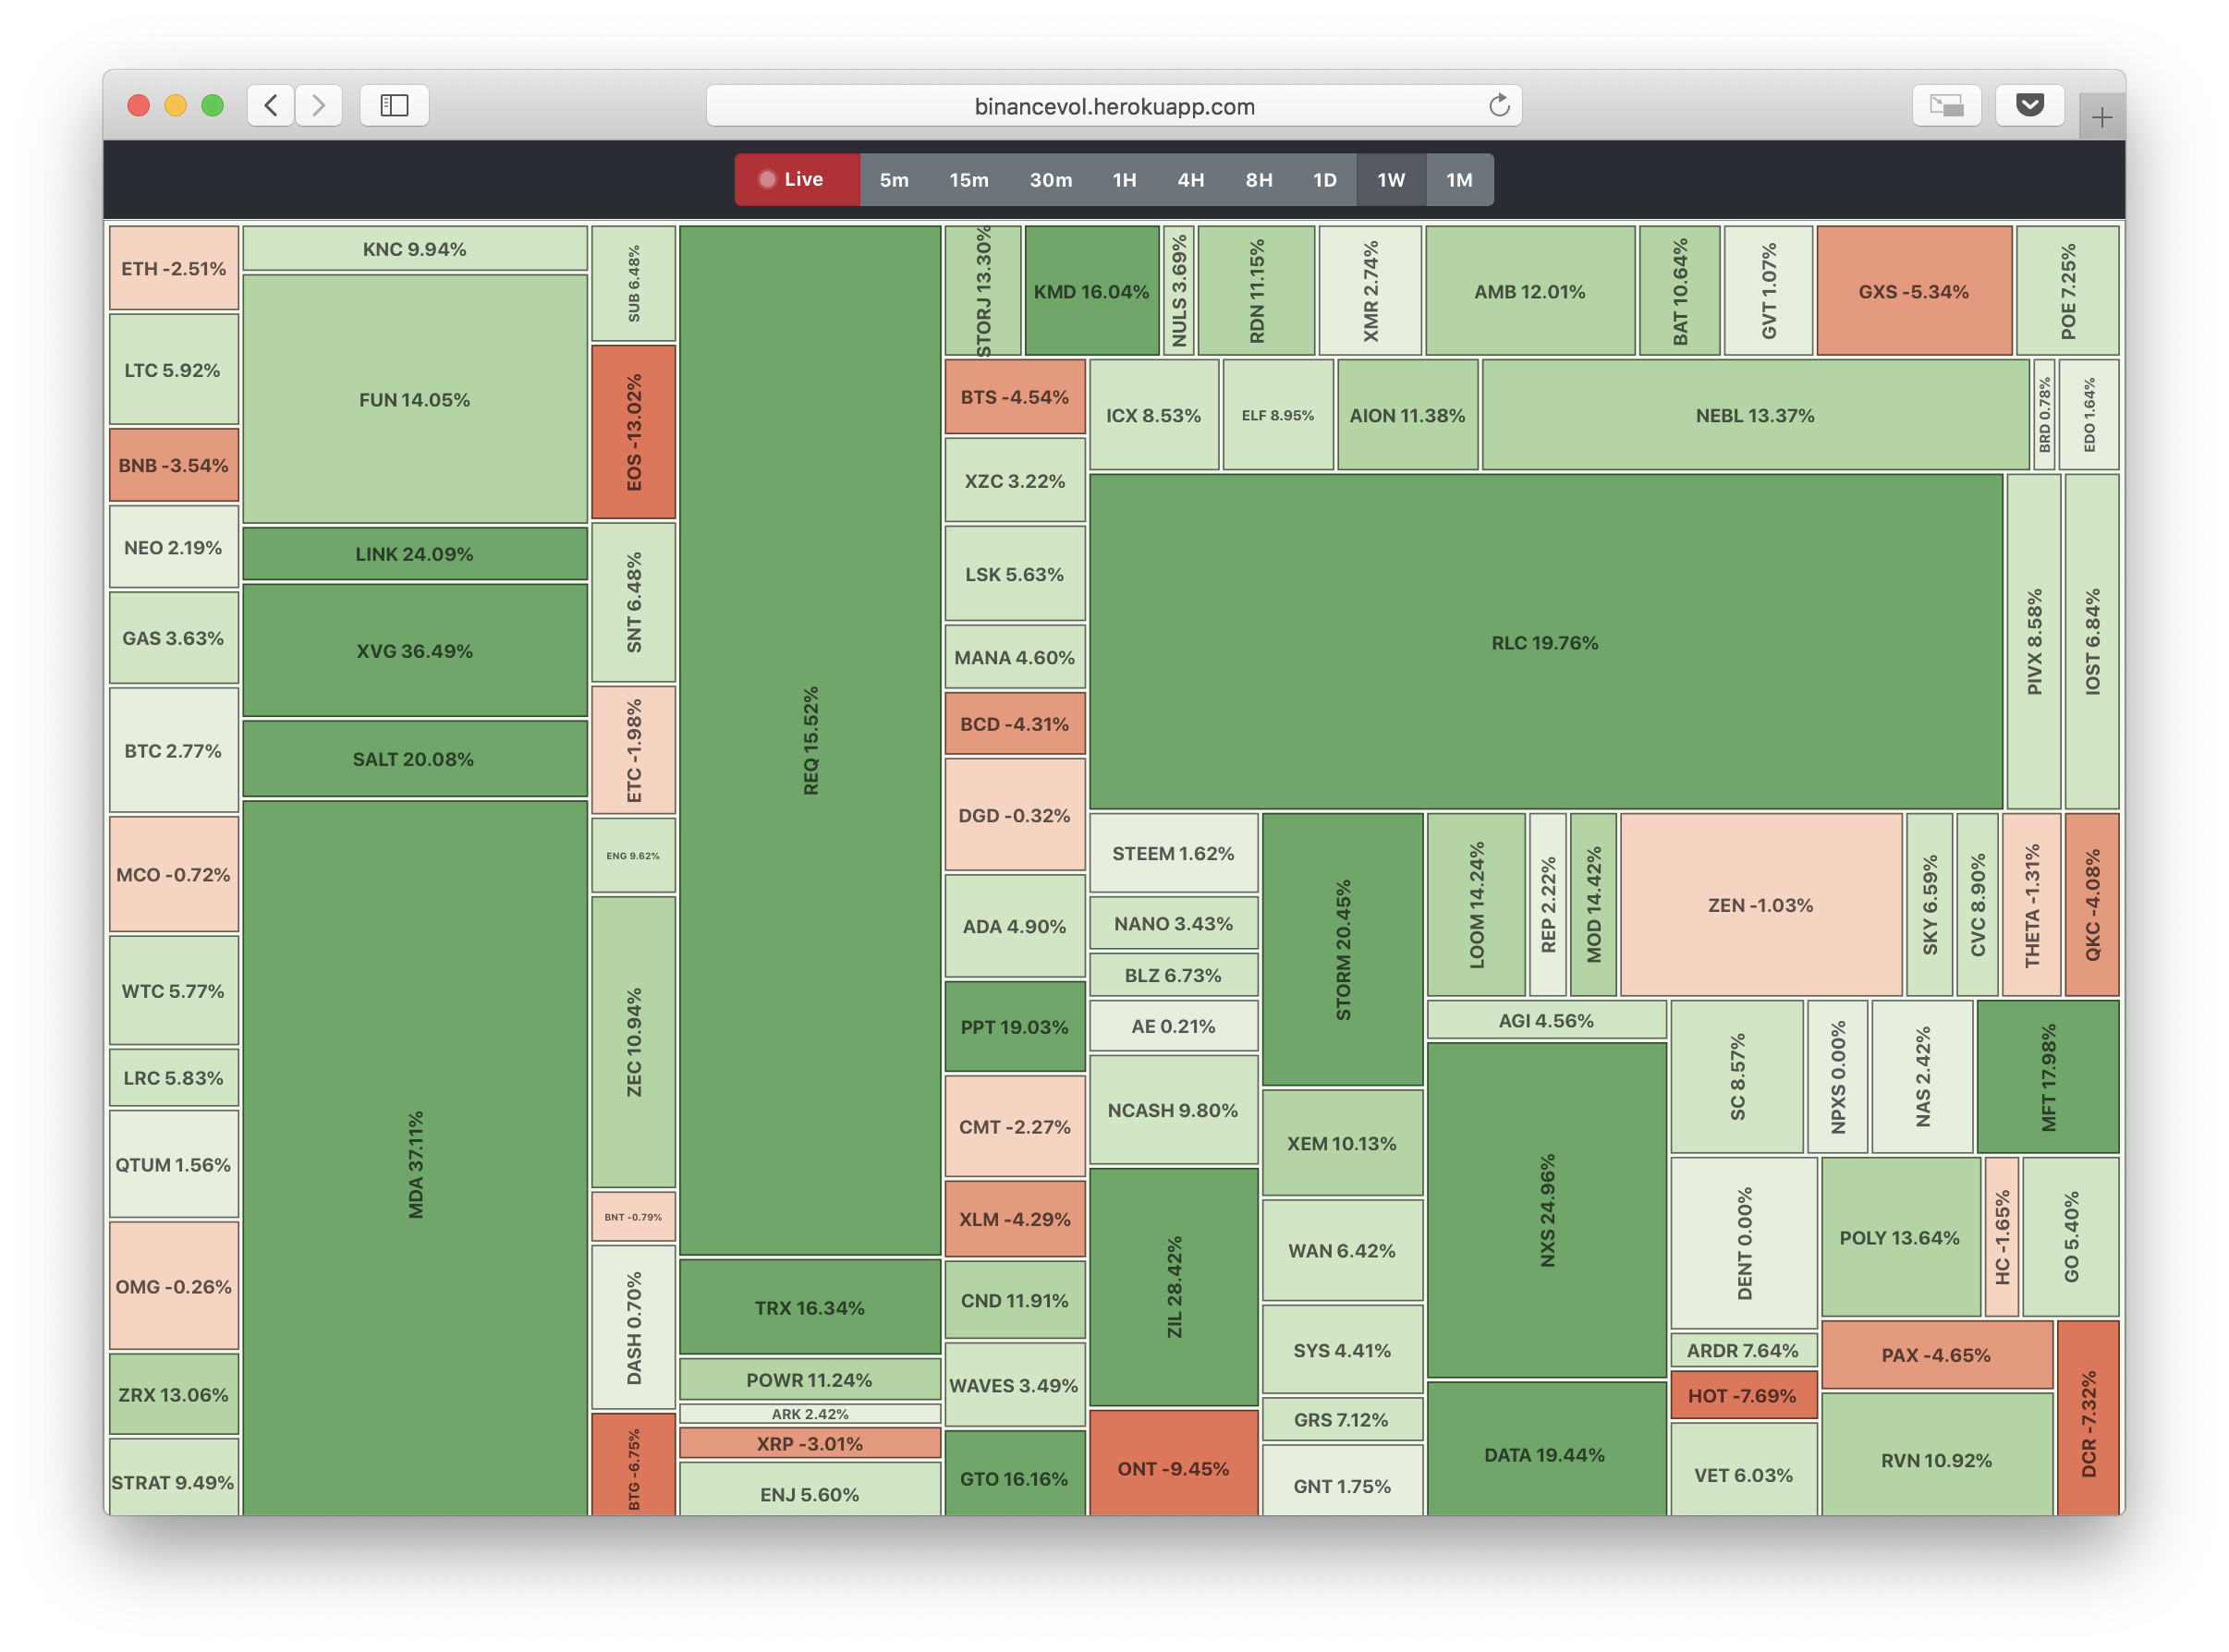 binancevol.herokuapp.com
Live 5m 15m 30m 1H 4H 8H 1D 1W 1M
ETH -2.51%
LTC 5.92%
BNB -3.54%
NEO 2.19%
GAS 3.63%
BTC 2.77%
MCO -0.72%
WTC 5.77%
LRC 5.83%
QTUM 1.56%
OMG -0.26%
ZRX 13.06%
STRAT 9.49%
KNC 9.94%
FUN 14.05%
LINK 24.09%
XVG 36.49%
SALT 20.08%
MDA 37.11%
SUB 6.48%
EOS -13.02%
SNT 6.48%
ETC -1.98%
ENG 9.62%
ZEC 10.94%
BNT -0.79%
DASH 0.70%
BTG -6.75%
REQ 15.52%
TRX 16.34%
POWR 11.24%
ARK 2.42%
XRP -3.01%
ENJ 5.60%
STORJ 13.30%
KMD 16.04%
NULS 3.69%
RDN 11.15%
XMR 2.74%
AMB 12.01%
BAT 10.64%
GVT 1.07%
GXS -5.34%
POE 7.25%
BTS -4.54%
XZC 3.22%
LSK 5.63%
MANA 4.60%
BCD -4.31%
DGD -0.32%
ADA 4.90%
PPT 19.03%
CMT -2.27%
XLM -4.29%
CND 11.91%
WAVES 3.49%
GTO 16.16%
ICX 8.53%
ELF 8.95%
AION 11.38%
NEBL 13.37%
BRD 0.78%
EDO 1.64%
RLC 19.76%
PIVX 8.58%
IOST 6.84%
STEEM 1.62%
NANO 3.43%
BLZ 6.73%
AE 0.21%
NCASH 9.80%
ZIL 28.42%
ONT -9.45%
STORM 20.45%
XEM 10.13%
WAN 6.42%
SYS 4.41%
GRS 7.12%
GNT 1.75%
LOOM 14.24%
REP 2.22%
MOD 14.42%
ZEN -1.03%
SKY 6.59%
CVC 8.90%
THETA -1.31%
QKC -4.08%
AGI 4.56%
NXS 24.96%
DATA 19.44%
SC 8.57%
NPXS 0.00%
NAS 2.42%
MFT 17.98%
DENT 0.00%
ARDR 7.64%
HOT -7.69%
VET 6.03%
POLY 13.64%
HC -1.65%
GO 5.40%
PAX -4.65%
RVN 10.92%
DCR -7.32%